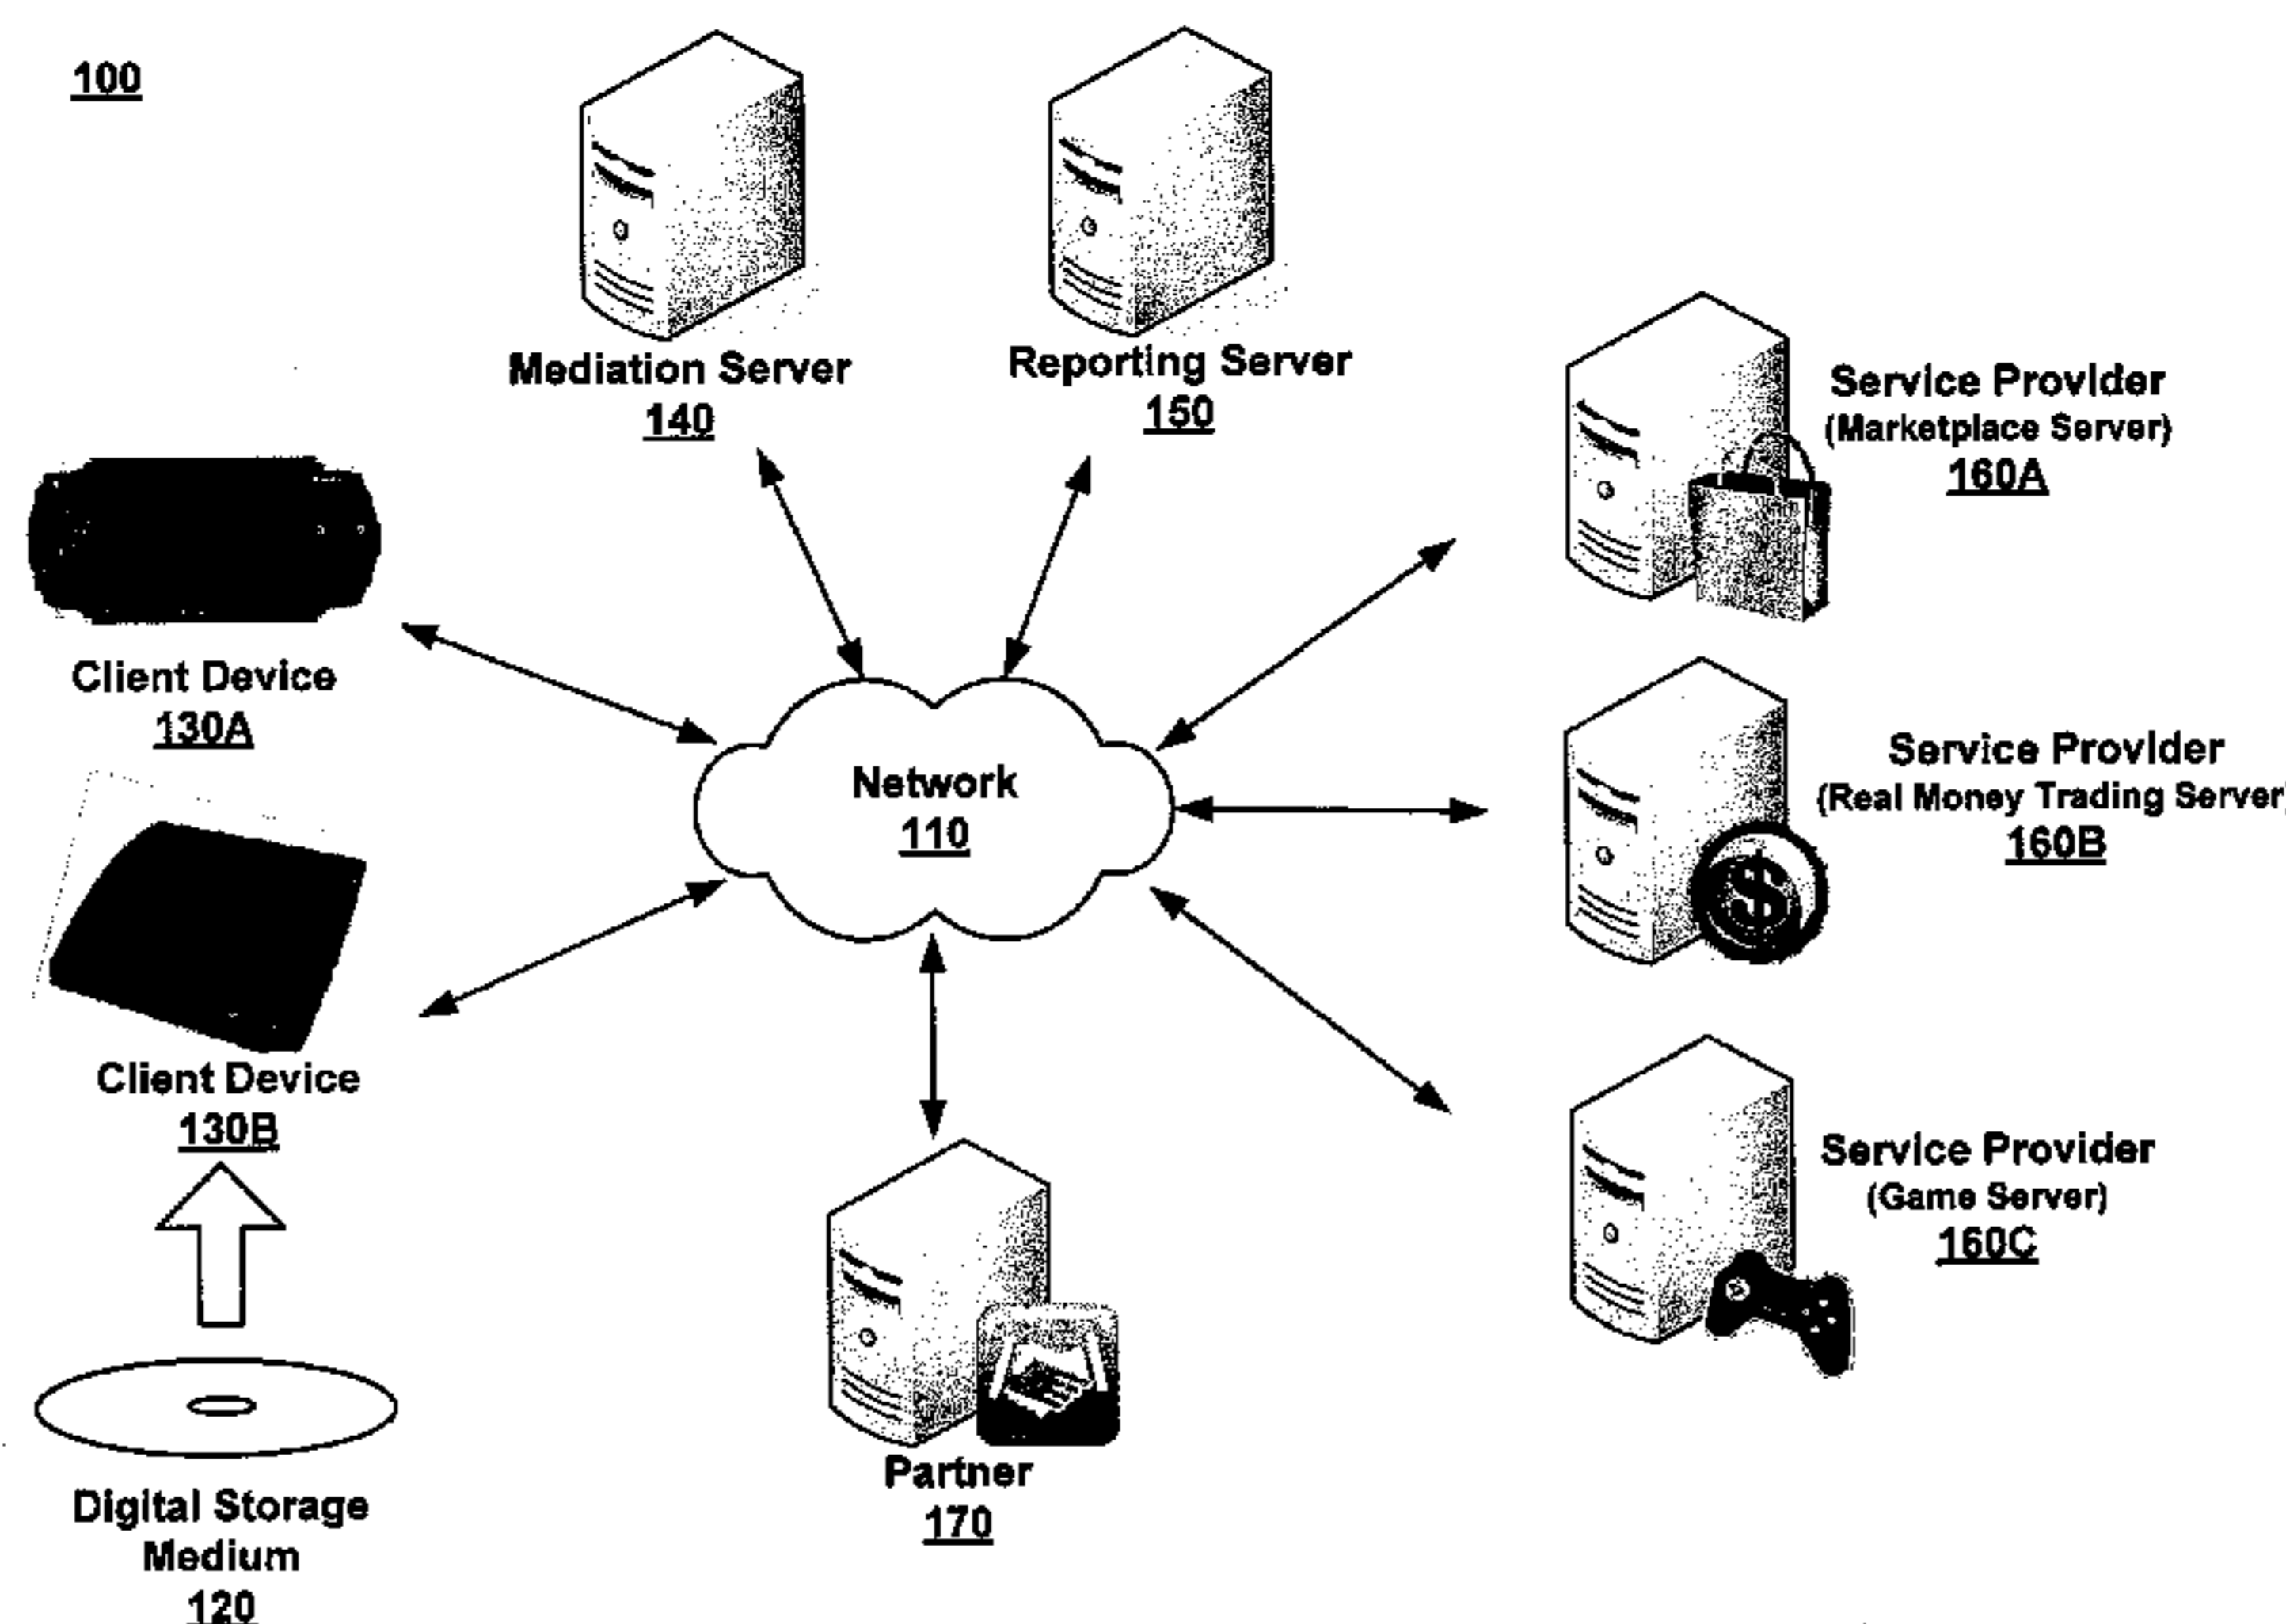 100
Mediation Server
140
Reporting Server
150
Service Provider
(Marketplace Server)
160A
Client Device
130A
Network
110
Service Provider
(Real Money Trading Server)
160B
Client Device
130B
Service Provider
(Game Server)
160C
Partner
170
Digital Storage
Medium
120
$